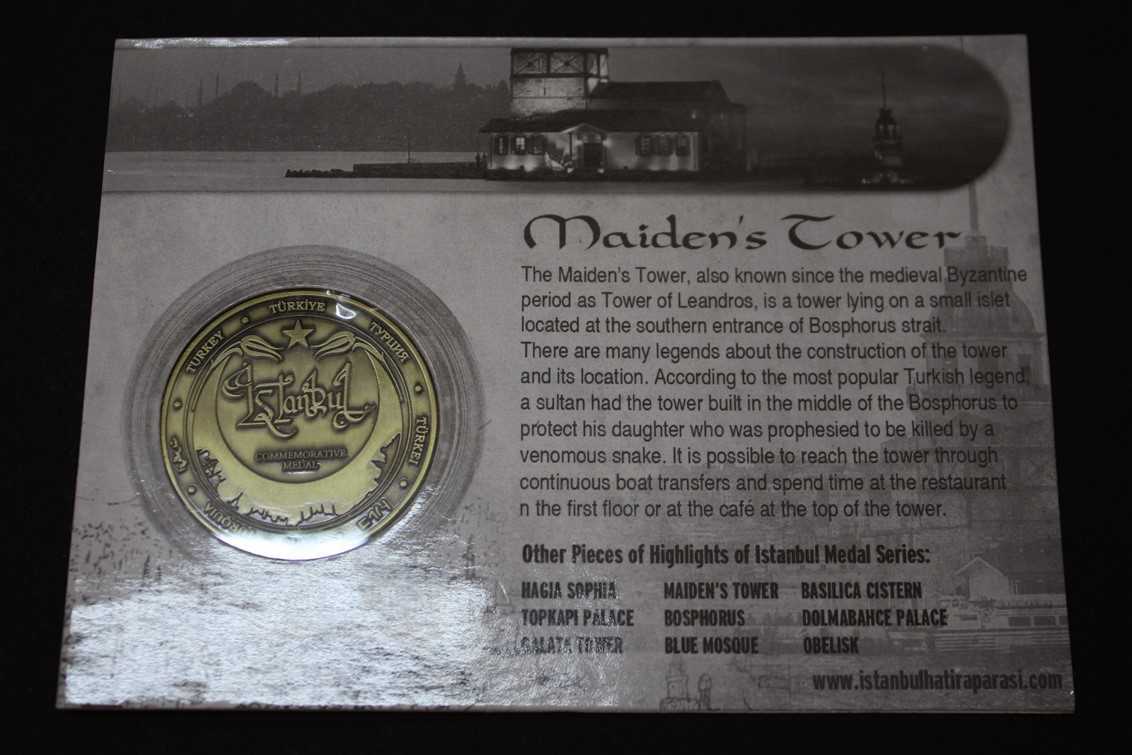 Maiden's Tower
The Maiden's Tower, also known since the medieval Byzantine
period as Tower of Leandros, is a tower lying on a small islet
located at the southern entrance of Bosphorus strait.
There are many legends about the construction of the tower
and its location. According to the most popular Turkish legend,
a sultan had the tower built in the middle of the Bosphorus to
protect his daughter who was prophesied to be killed by a
venomous snake. It is possible to reach the tower through
continuous boat transfers and spend time at the restaurant
n the first floor or at the café at the top of the tower.
Other Pieces of Highlights of Istanbul Medal Series:
HAGIA SOPHIA MAIDEN'S TOWER BASILICA CISTERN
TOPKAPI PALACE BOSPHORUS DOLMABAHCE PALACE
GALATA TOWER BLUE MOSQUE OBELISK
www.istanbulhatiraparasi.com
TURKEY • TÜRKİYE • ТУРЦИЯ • TÜRKEI
İstanbul
COMMEMORATIVE
MEDAL